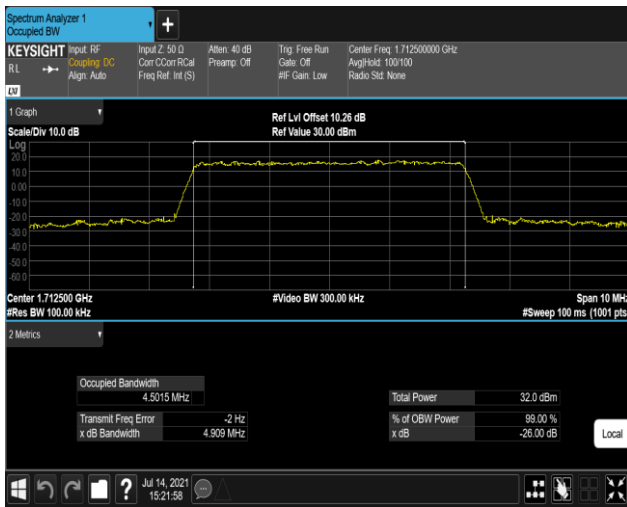 Spectrum Analyzer 1
Occupied BW
+
KEYSIGHT
RL
LXI
Input: RF
Coupling: DC
Align: Auto
Input Z: 50 Ω
Corr CCorr RCal
Freq Ref: Int (S)
Atten: 40 dB
Preamp: Off
Trig: Free Run
Gate: Off
#IF Gain: Low
Center Freq: 1.712500000 GHz
Avg|Hold: 100/100
Radio Std: None
1 Graph
Scale/Div 10.0 dB
Ref Lvl Offset 10.26 dB
Ref Value 30.00 dBm
Log
20.0
10.0
0.00
-10.0
-20.0
-30.0
-40.0
-50.0
-60.0
Center 1.712500 GHz
#Res BW 100.00 kHz
#Video BW 300.00 kHz
Span 10 MHz
#Sweep 100 ms (1001 pts
2 Metrics
Occupied Bandwidth
4.5015 MHz
Transmit Freq Error -2 Hz
x dB Bandwidth 4.909 MHz
Total Power 32.0 dBm
% of OBW Power 99.00 %
x dB -26.00 dB
Local
?
Jul 14, 2021
15:21:58